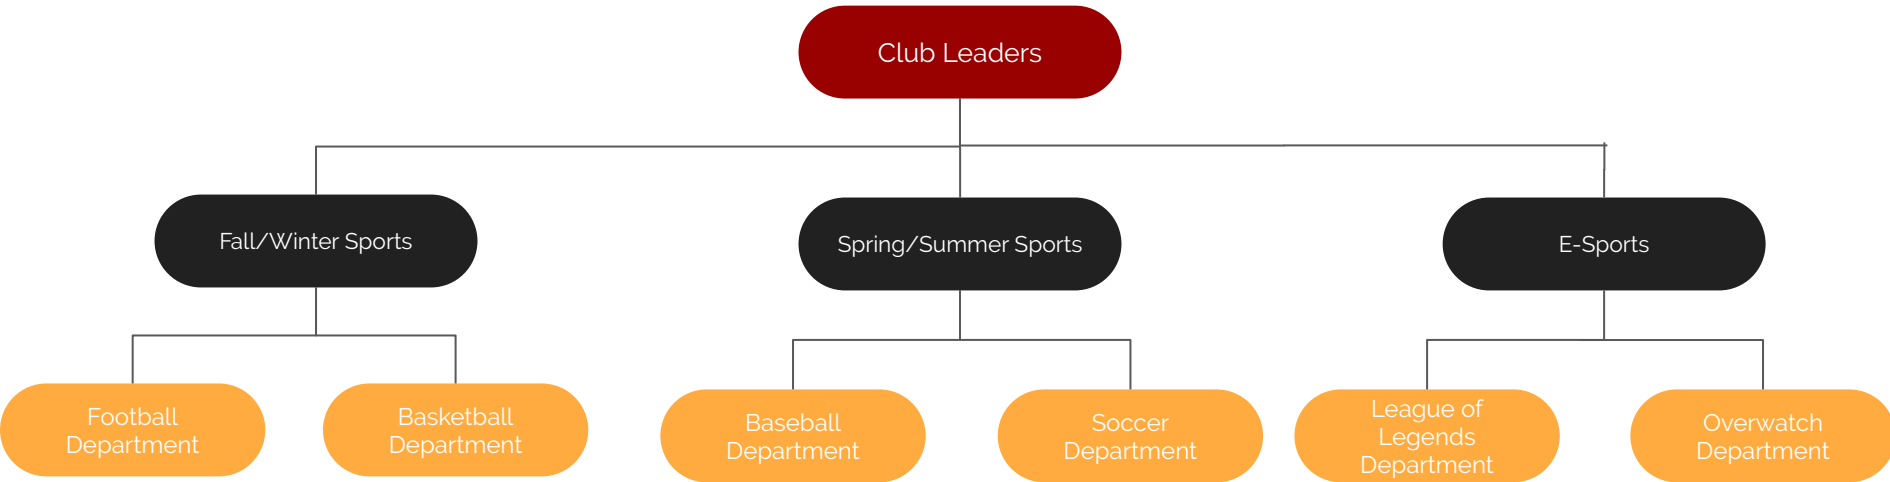 Club Leaders
Fall/Winter Sports
Spring/Summer Sports
E-Sports
Football
Department
Basketball
Department
Baseball
Department
Soccer
Department
League of
Legends
Department
Overwatch
Department